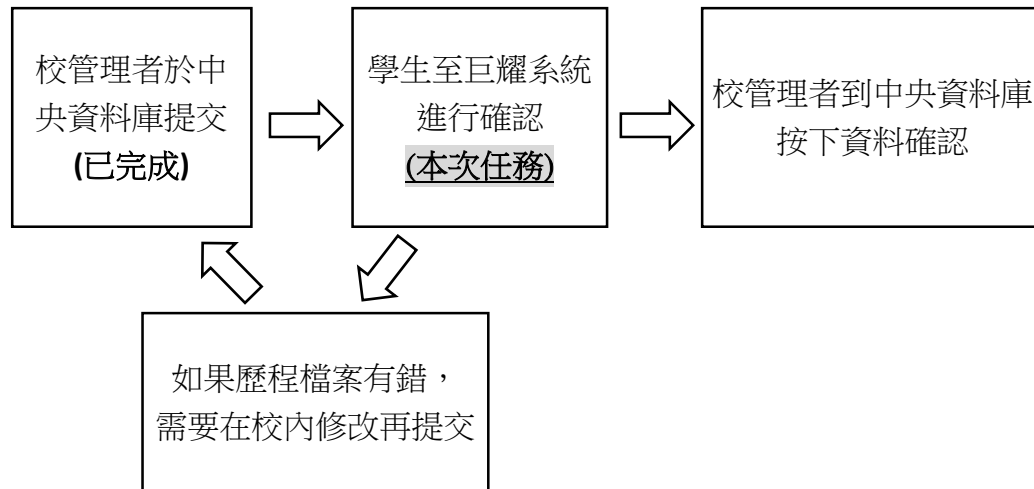 校管理者於中
央資料庫提交
(已完成)
學生至巨耀系統
進行確認
(本次任務)
校管理者到中央資料庫
按下資料確認
如果歷程檔案有錯，
需要在校內修改再提交